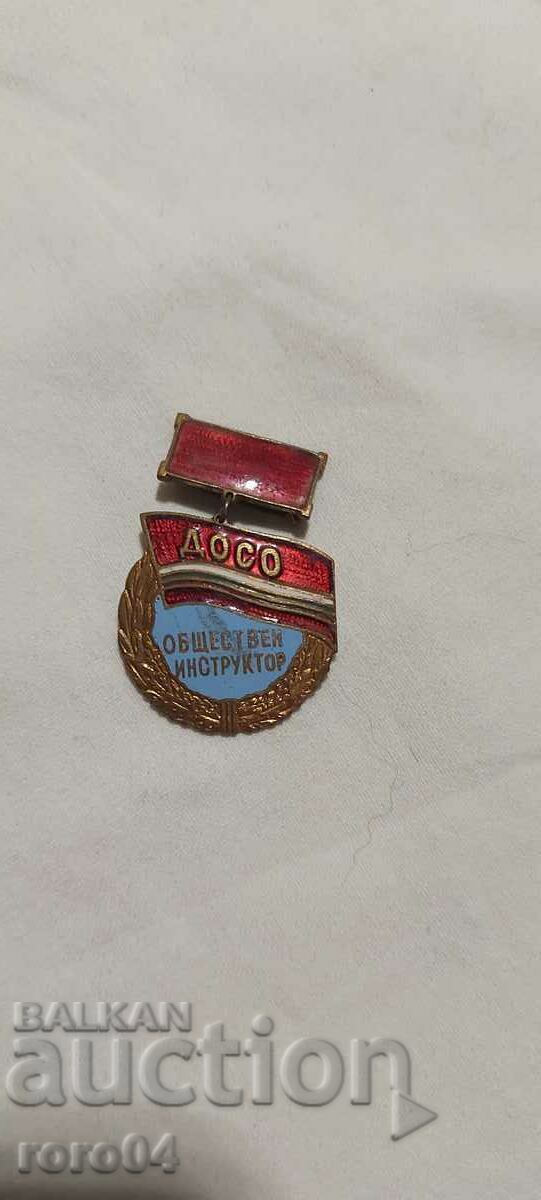 ДОСО
ОБЩЕСТВЕН
ИНСТРУКТОР
BALKAN
auction
roro04